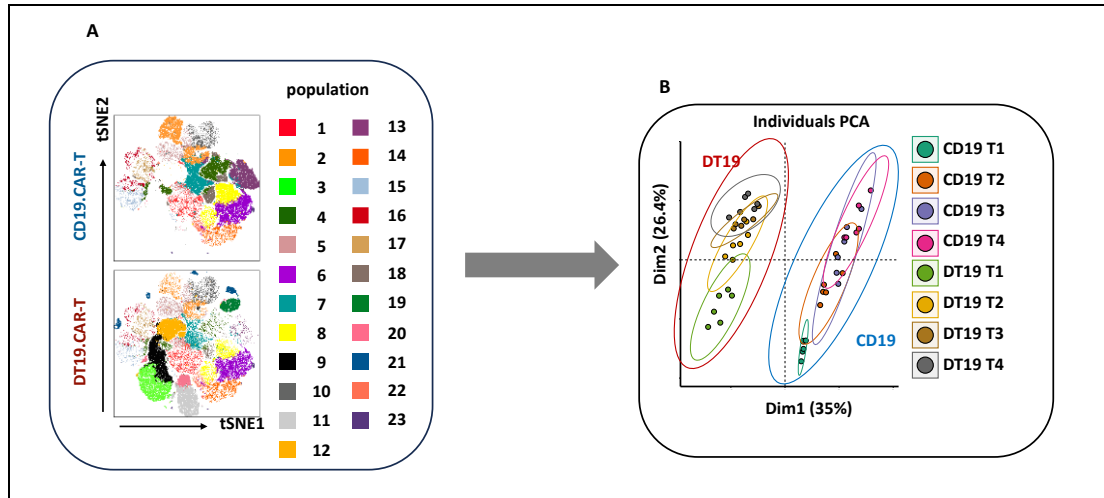 A
tSNE2
CD19.CAR-T
DT19.CAR-T
tSNE1
population
1
2
3
4
5
6
7
8
9
10
11
12
13
14
15
16
17
18
19
20
21
22
23
B
Individuals PCA
DT19
CD19
Dim2 (26.4%)
Dim1 (35%)
CD19 T1
CD19 T2
CD19 T3
CD19 T4
DT19 T1
DT19 T2
DT19 T3
DT19 T4